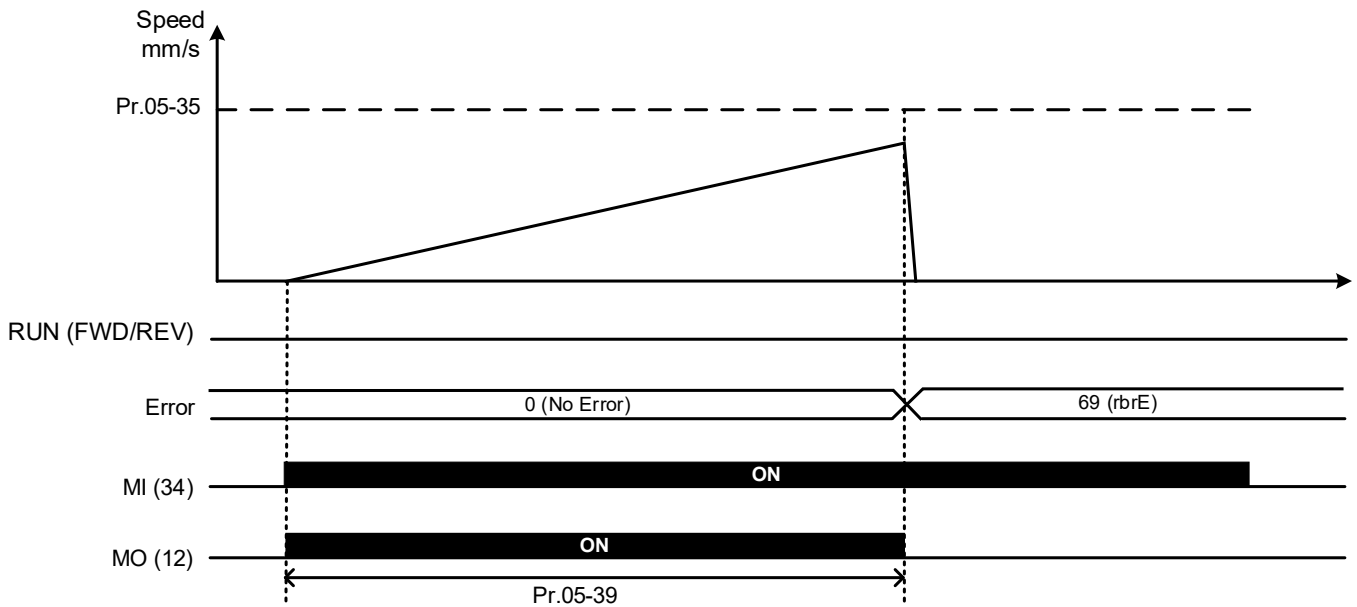 Speed
mm/s
Pr.05-35
RUN (FWD/REV)
Error
0 (No Error)
69 (rbrE)
MI (34)
ON
MO (12)
ON
Pr.05-39